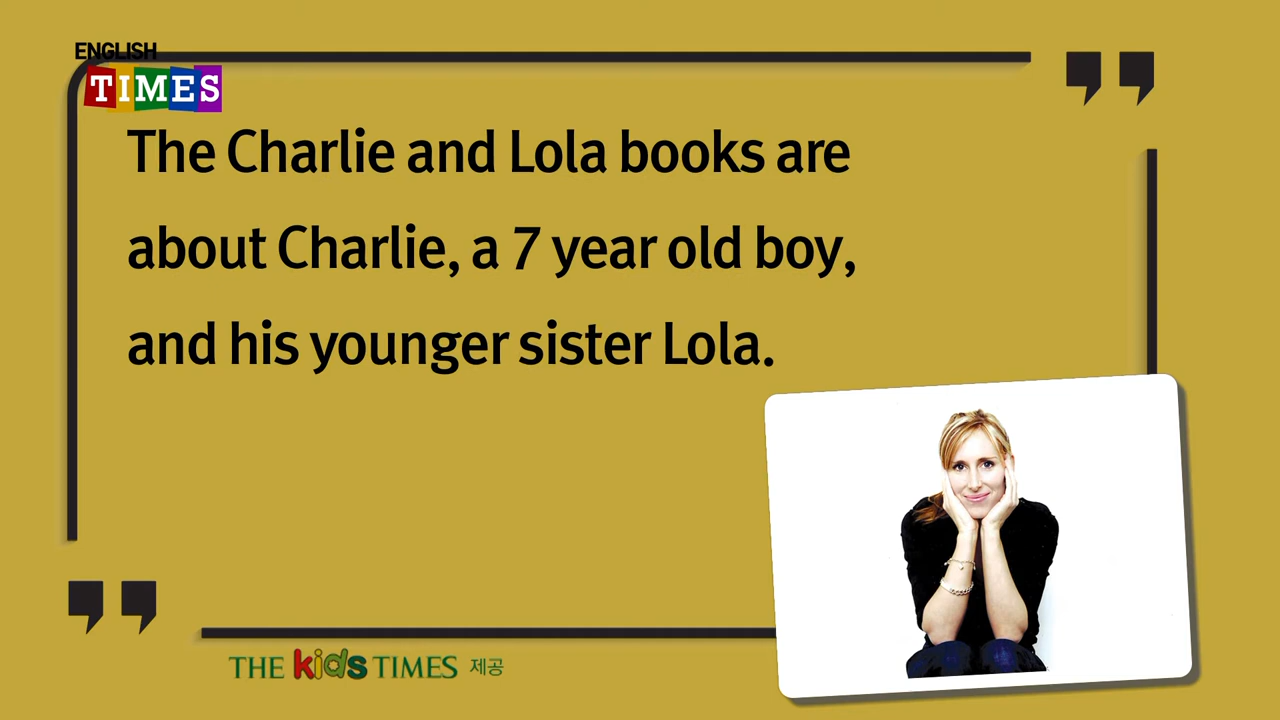 ENGLISH
TIMES
The Charlie and Lola books are
about Charlie, a 7 year old boy,
and his younger sister Lola.
THE kids TIMES 제공